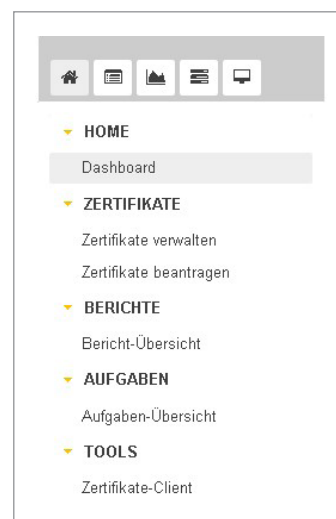 HOME
Dashboard
ZERTIFIKATE
Zertifikate verwalten
Zertifikate beantragen
BERICHTE
Bericht-Übersicht
AUFGABEN
Aufgaben-Übersicht
TOOLS
Zertifikate-Client